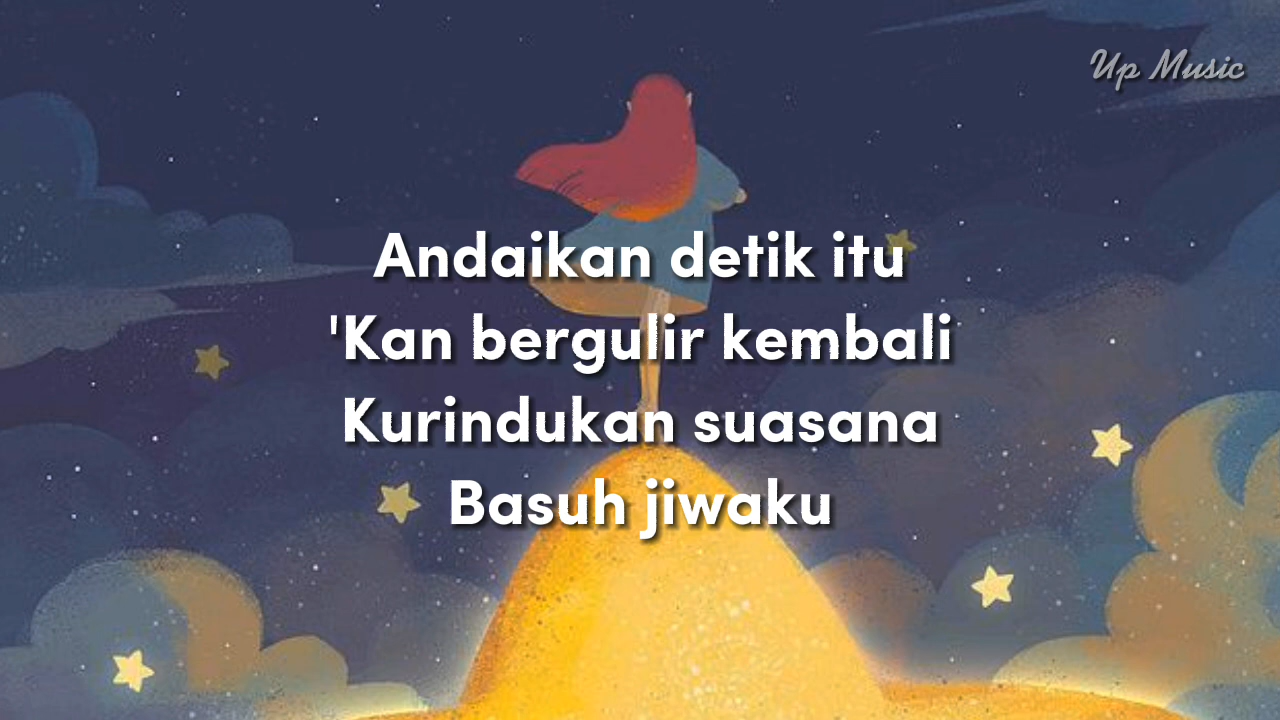 Up Music
Andaikan detik itu
'Kan bergulir kembali
Kurindukan suasana
Basuh jiwaku